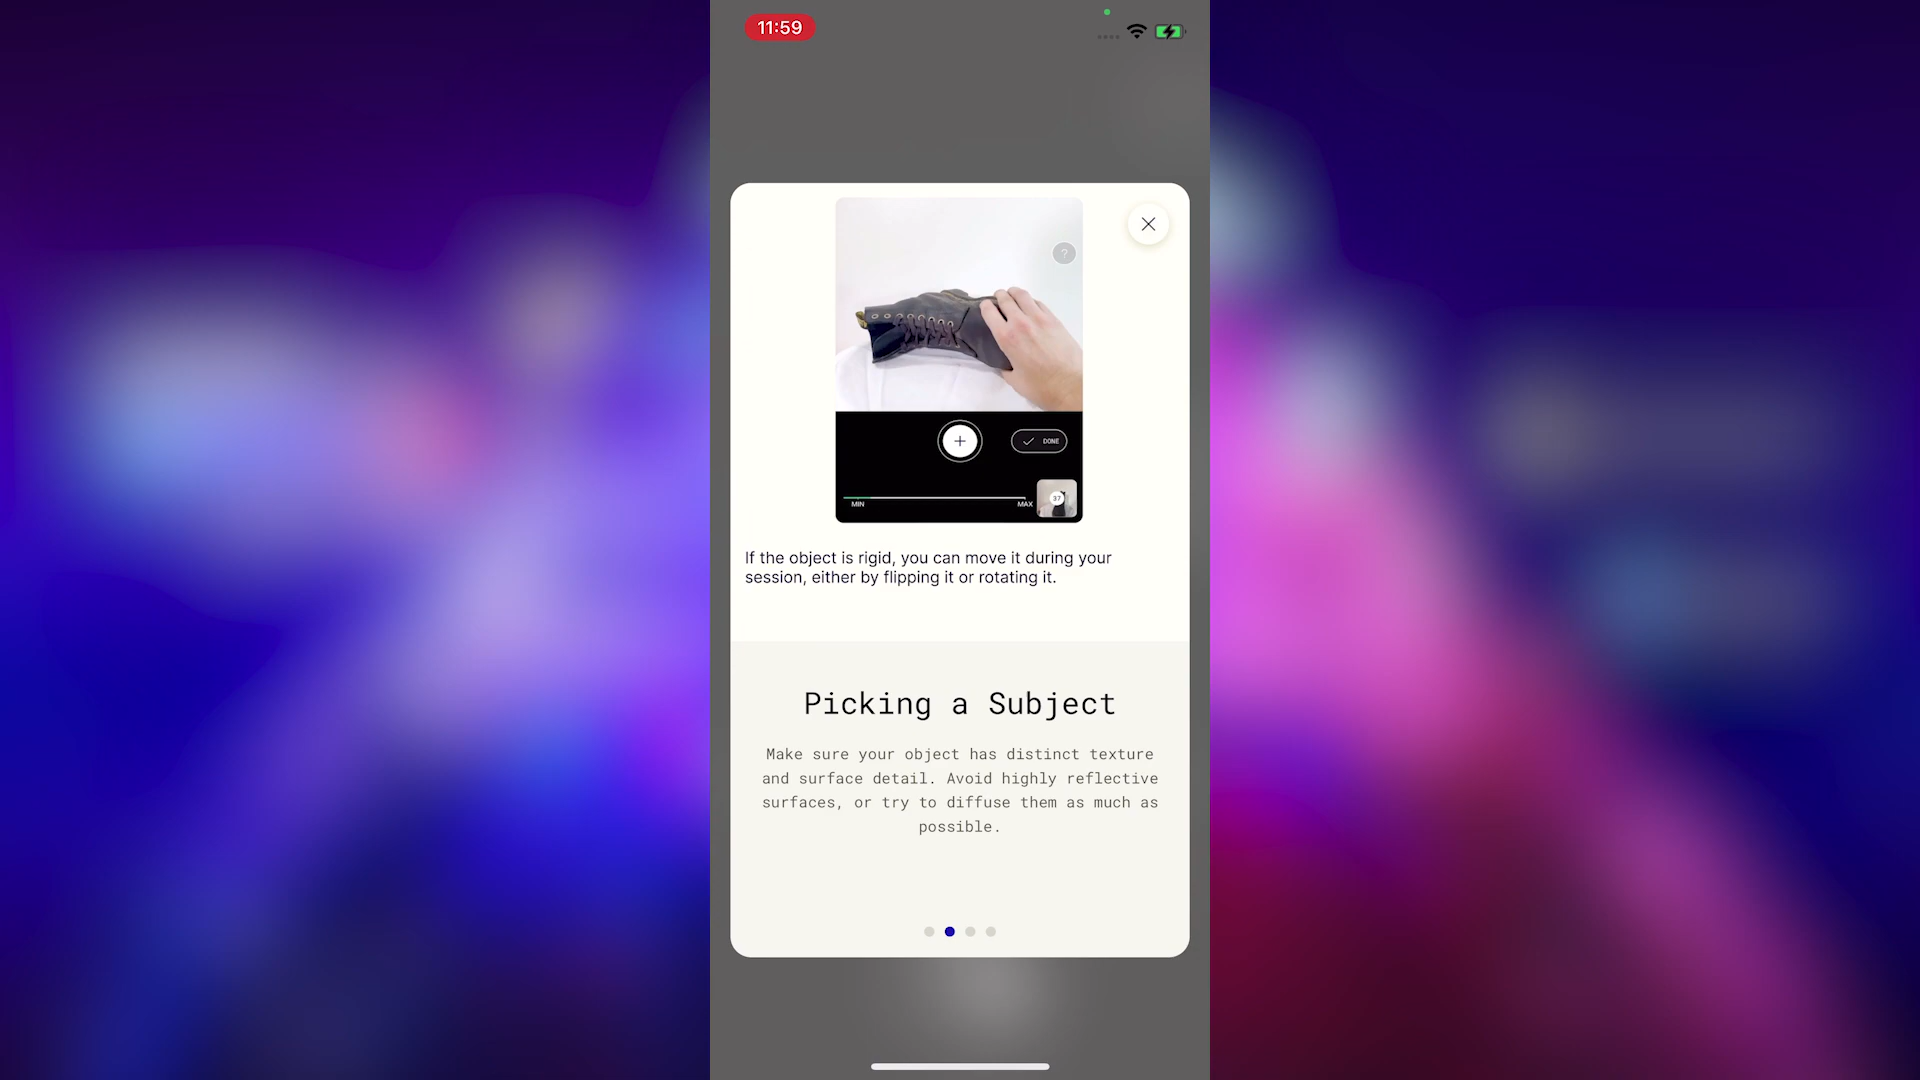 11:59
?
DONE
MIN
MAX
37
If the object is rigid, you can move it during your
session, either by flipping it or rotating it.
Picking a Subject
Make sure your object has distinct texture
and surface detail. Avoid highly reflective
surfaces, or try to diffuse them as much as
possible.